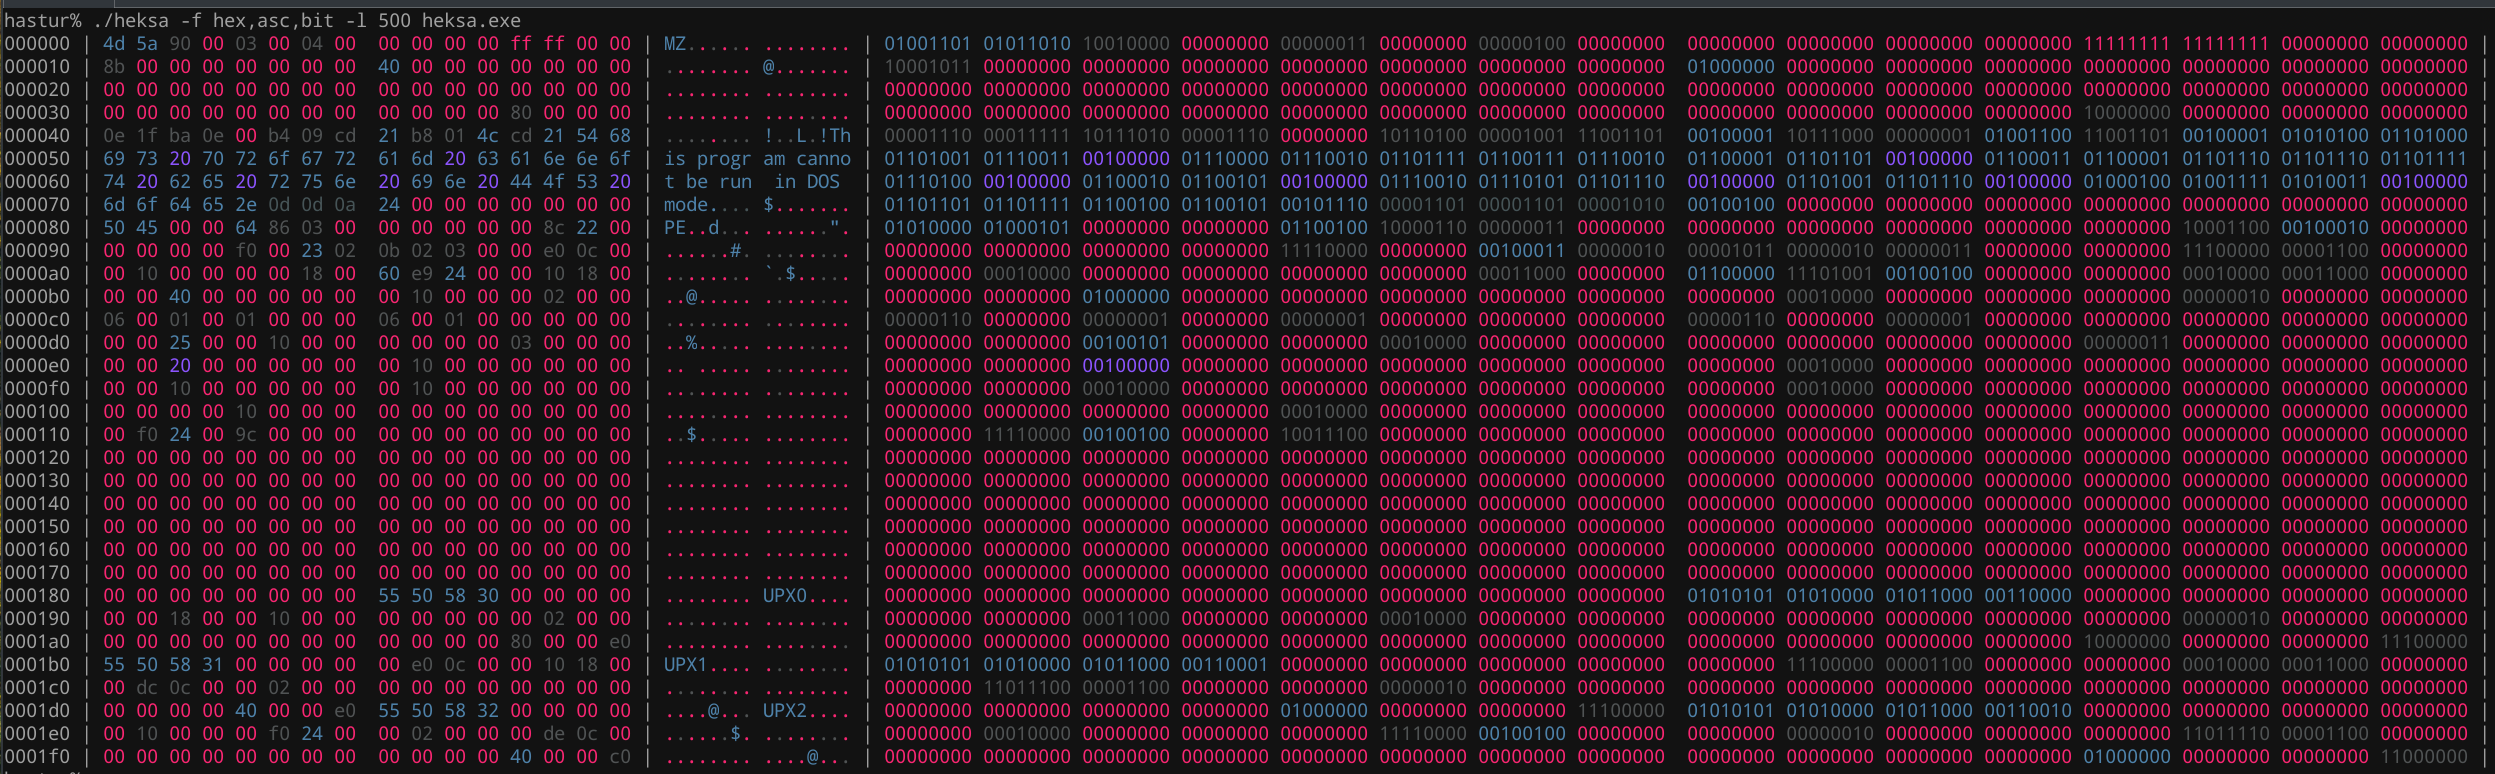 hastur% ./heksa -f hex,asc,bit -l 500 heksa.exe
000000 | 4d 5a 90 00 03 00 04 00  00 00 00 00 ff ff 00 00 | MZ...... ........ | 01001101 01011010 10010000 00000000 00000011 00000000 00000100 00000000  00000000 00000000 00000000 00000000 11111111 11111111 00000000 00000000 |
000010 | 8b 00 00 00 00 00 00 00  40 00 00 00 00 00 00 00 | ........ @....... | 10001011 00000000 00000000 00000000 00000000 00000000 00000000 00000000  01000000 00000000 00000000 00000000 00000000 00000000 00000000 00000000 |
000020 | 00 00 00 00 00 00 00 00  00 00 00 00 00 00 00 00 | ........ ........ | 00000000 00000000 00000000 00000000 00000000 00000000 00000000 00000000  00000000 00000000 00000000 00000000 00000000 00000000 00000000 00000000 |
000030 | 00 00 00 00 00 00 00 00  00 00 00 00 80 00 00 00 | ........ ........ | 00000000 00000000 00000000 00000000 00000000 00000000 00000000 00000000  00000000 00000000 00000000 00000000 10000000 00000000 00000000 00000000 |
000040 | 0e 1f ba 0e 00 b4 09 cd  21 b8 01 4c cd 21 54 68 | ........ !..L.!Th | 00001110 00011111 10111010 00001110 00000000 10110100 00001001 11001101  00100001 10111000 00000001 01001100 11001101 00100001 01010100 01101000 |
000050 | 69 73 20 70 72 6f 67 72  61 6d 20 63 61 6e 6e 6f | is progr am canno | 01101001 01110011 00100000 01110000 01110010 01101111 01100111 01110010  01100001 01101101 00100000 01100011 01100001 01101110 01101110 01101111 |
000060 | 74 20 62 65 20 72 75 6e  20 69 6e 20 44 4f 53 20 | t be run  in DOS  | 01110100 00100000 01100010 01100101 00100000 01110010 01110101 01101110  00100000 01101001 01101110 00100000 01000100 01001111 01010011 00100000 |
000070 | 6d 6f 64 65 2e 0d 0d 0a  24 00 00 00 00 00 00 00 | mode.... $....... | 01101101 01101111 01100100 01100101 00101110 00001101 00001101 00001010  00100100 00000000 00000000 00000000 00000000 00000000 00000000 00000000 |
000080 | 50 45 00 00 64 86 03 00  00 00 00 00 00 8c 22 00 | PE..d... ......". | 01010000 01000101 00000000 00000000 01100100 10000110 00000011 00000000  00000000 00000000 00000000 00000000 00000000 10001100 00100010 00000000 |
000090 | 00 00 00 00 f0 00 23 02  0b 02 03 00 00 e0 0c 00 | ......#. ........ | 00000000 00000000 00000000 00000000 11110000 00000000 00100011 00000010  00001011 00000010 00000011 00000000 00000000 11100000 00001100 00000000 |
0000a0 | 00 10 00 00 00 00 18 00  60 e9 24 00 00 10 18 00 | ........ `.$..... | 00000000 00010000 00000000 00000000 00000000 00000000 00011000 00000000  01100000 11101001 00100100 00000000 00000000 00010000 00011000 00000000 |
0000b0 | 00 00 40 00 00 00 00 00  00 10 00 00 00 02 00 00 | ..@..... ........ | 00000000 00000000 01000000 00000000 00000000 00000000 00000000 00000000  00000000 00010000 00000000 00000000 00000000 00000010 00000000 00000000 |
0000c0 | 06 00 01 00 01 00 00 00  06 00 01 00 00 00 00 00 | ........ ........ | 00000110 00000000 00000001 00000000 00000001 00000000 00000000 00000000  00000110 00000000 00000001 00000000 00000000 00000000 00000000 00000000 |
0000d0 | 00 00 25 00 00 10 00 00  00 00 00 00 03 00 00 00 | ..%..... ........ | 00000000 00000000 00100101 00000000 00000000 00010000 00000000 00000000  00000000 00000000 00000000 00000000 00000011 00000000 00000000 00000000 |
0000e0 | 00 00 20 00 00 00 00 00  00 10 00 00 00 00 00 00 | .. ..... ........ | 00000000 00000000 00100000 00000000 00000000 00000000 00000000 00000000  00000000 00010000 00000000 00000000 00000000 00000000 00000000 00000000 |
0000f0 | 00 00 10 00 00 00 00 00  00 10 00 00 00 00 00 00 | ........ ........ | 00000000 00000000 00010000 00000000 00000000 00000000 00000000 00000000  00000000 00010000 00000000 00000000 00000000 00000000 00000000 00000000 |
000100 | 00 00 00 00 10 00 00 00  00 00 00 00 00 00 00 00 | ........ ........ | 00000000 00000000 00000000 00000000 00010000 00000000 00000000 00000000  00000000 00000000 00000000 00000000 00000000 00000000 00000000 00000000 |
000110 | 00 f0 24 00 9c 00 00 00  00 00 00 00 00 00 00 00 | ..$..... ........ | 00000000 11110000 00100100 00000000 10011100 00000000 00000000 00000000  00000000 00000000 00000000 00000000 00000000 00000000 00000000 00000000 |
000120 | 00 00 00 00 00 00 00 00  00 00 00 00 00 00 00 00 | ........ ........ | 00000000 00000000 00000000 00000000 00000000 00000000 00000000 00000000  00000000 00000000 00000000 00000000 00000000 00000000 00000000 00000000 |
000130 | 00 00 00 00 00 00 00 00  00 00 00 00 00 00 00 00 | ........ ........ | 00000000 00000000 00000000 00000000 00000000 00000000 00000000 00000000  00000000 00000000 00000000 00000000 00000000 00000000 00000000 00000000 |
000140 | 00 00 00 00 00 00 00 00  00 00 00 00 00 00 00 00 | ........ ........ | 00000000 00000000 00000000 00000000 00000000 00000000 00000000 00000000  00000000 00000000 00000000 00000000 00000000 00000000 00000000 00000000 |
000150 | 00 00 00 00 00 00 00 00  00 00 00 00 00 00 00 00 | ........ ........ | 00000000 00000000 00000000 00000000 00000000 00000000 00000000 00000000  00000000 00000000 00000000 00000000 00000000 00000000 00000000 00000000 |
000160 | 00 00 00 00 00 00 00 00  00 00 00 00 00 00 00 00 | ........ ........ | 00000000 00000000 00000000 00000000 00000000 00000000 00000000 00000000  00000000 00000000 00000000 00000000 00000000 00000000 00000000 00000000 |
000170 | 00 00 00 00 00 00 00 00  00 00 00 00 00 00 00 00 | ........ ........ | 00000000 00000000 00000000 00000000 00000000 00000000 00000000 00000000  00000000 00000000 00000000 00000000 00000000 00000000 00000000 00000000 |
000180 | 00 00 00 00 00 00 00 00  55 50 58 30 00 00 00 00 | ........ UPX0.... | 00000000 00000000 00000000 00000000 00000000 00000000 00000000 00000000  01010101 01010000 01011000 00110000 00000000 00000000 00000000 00000000 |
000190 | 00 00 18 00 00 10 00 00  00 00 00 00 00 02 00 00 | ........ ........ | 00000000 00000000 00011000 00000000 00000000 00010000 00000000 00000000  00000000 00000000 00000000 00000000 00000000 00000010 00000000 00000000 |
0001a0 | 00 00 00 00 00 00 00 00  00 00 00 00 80 00 00 e0 | ........ ........ | 00000000 00000000 00000000 00000000 00000000 00000000 00000000 00000000  00000000 00000000 00000000 00000000 10000000 00000000 00000000 11100000 |
0001b0 | 55 50 58 31 00 00 00 00  00 e0 0c 00 00 10 18 00 | UPX1.... ........ | 01010101 01010000 01011000 00110001 00000000 00000000 00000000 00000000  00000000 11100000 00001100 00000000 00000000 00010000 00011000 00000000 |
0001c0 | 00 dc 0c 00 00 02 00 00  00 00 00 00 00 00 00 00 | ........ ........ | 00000000 11011100 00001100 00000000 00000000 00000010 00000000 00000000  00000000 00000000 00000000 00000000 00000000 00000000 00000000 00000000 |
0001d0 | 00 00 00 00 40 00 00 e0  55 50 58 32 00 00 00 00 | ....@... UPX2.... | 00000000 00000000 00000000 00000000 01000000 00000000 00000000 11100000  01010101 01010000 01011000 00110010 00000000 00000000 00000000 00000000 |
0001e0 | 00 10 00 00 00 f0 24 00  00 02 00 00 00 de 0c 00 | ......$. ........ | 00000000 00010000 00000000 00000000 00000000 11110000 00100100 00000000  00000000 00000010 00000000 00000000 00000000 11011110 00001100 00000000 |
0001f0 | 00 00 00 00 00 00 00 00  00 00 00 00 40 00 00 c0 | ........ ....@... | 00000000 00000000 00000000 00000000 00000000 00000000 00000000 00000000  00000000 00000000 00000000 00000000 01000000 00000000 00000000 11000000 |